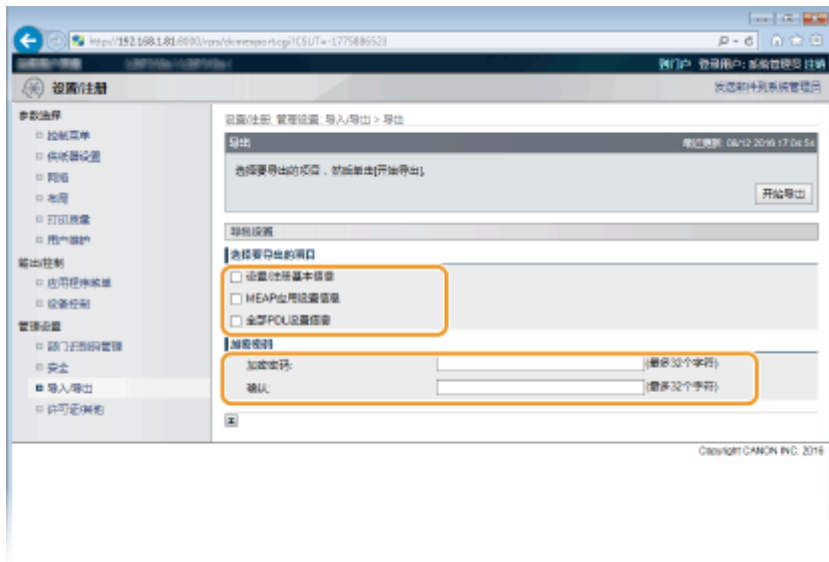 https://192.168.1.81:8000/rps/dcmexport.cgi?CSUT=-1775886523
到门户 登录用户: 系统管理员 注销
设置/注册
发送邮件到系统管理员
参数选择
控制菜单
供纸器设置
网络
布局
打印质量
用户维护
输出/控制
应用程序菜单
设备控制
管理设置
部门识别码管理
安全
导入/导出
许可证/其他
设置/注册: 管理设置: 导入/导出 > 导出
导出
最近更新: 08/12 2016 17:04:54
选择要导出的项目，然后单击[开始导出]。
开始导出
导出设置
选择要导出的项目
设置/注册基本信息
MEAP应用设置信息
全部PDL设置信息
加密密码
加密密码:
(最多32个字符)
确认:
(最多32个字符)
Copyright CANON INC. 2016